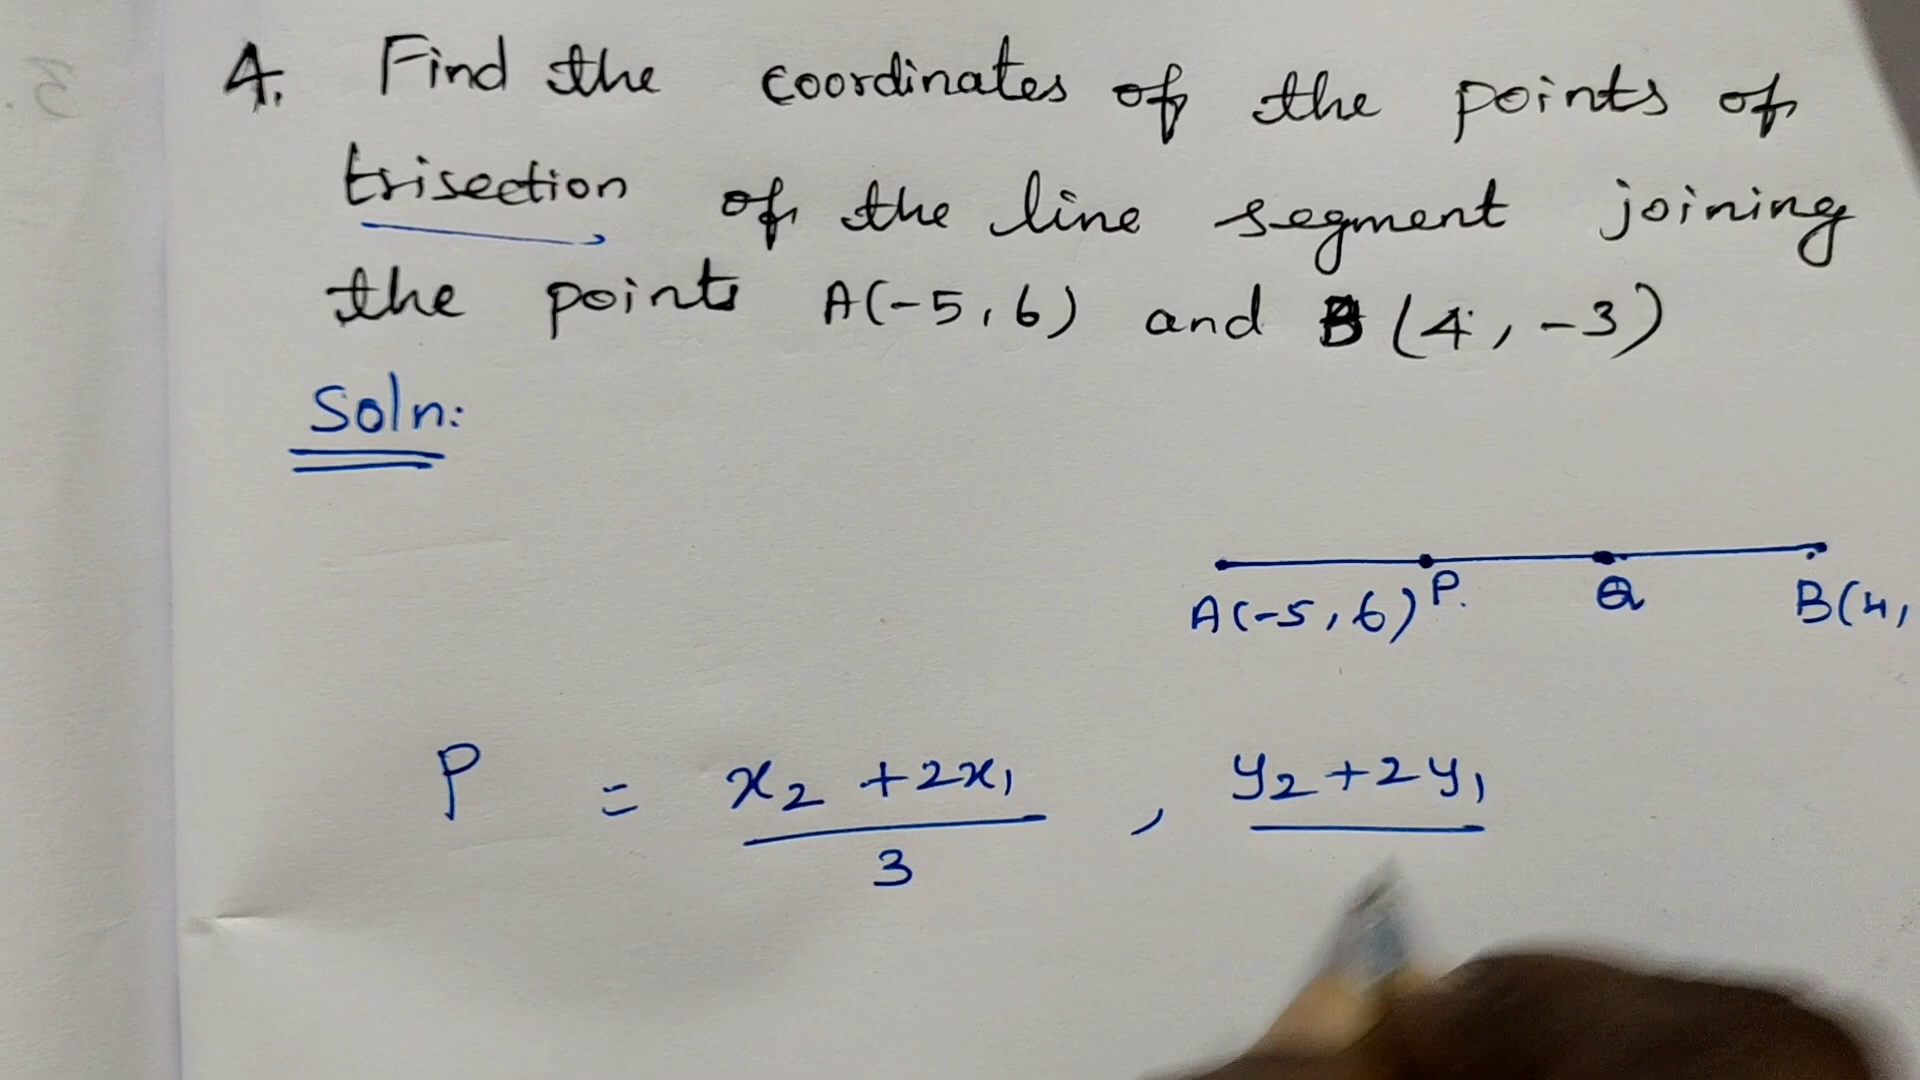 4. Find the coordinates of the points of
trisection of the line segment joining
the points A(-5,6) and B(4,-3)
Soln:
A(-5,6) P. Q B(4,
P = x₂ + 2x₁ / 3 , y₂ + 2y₁